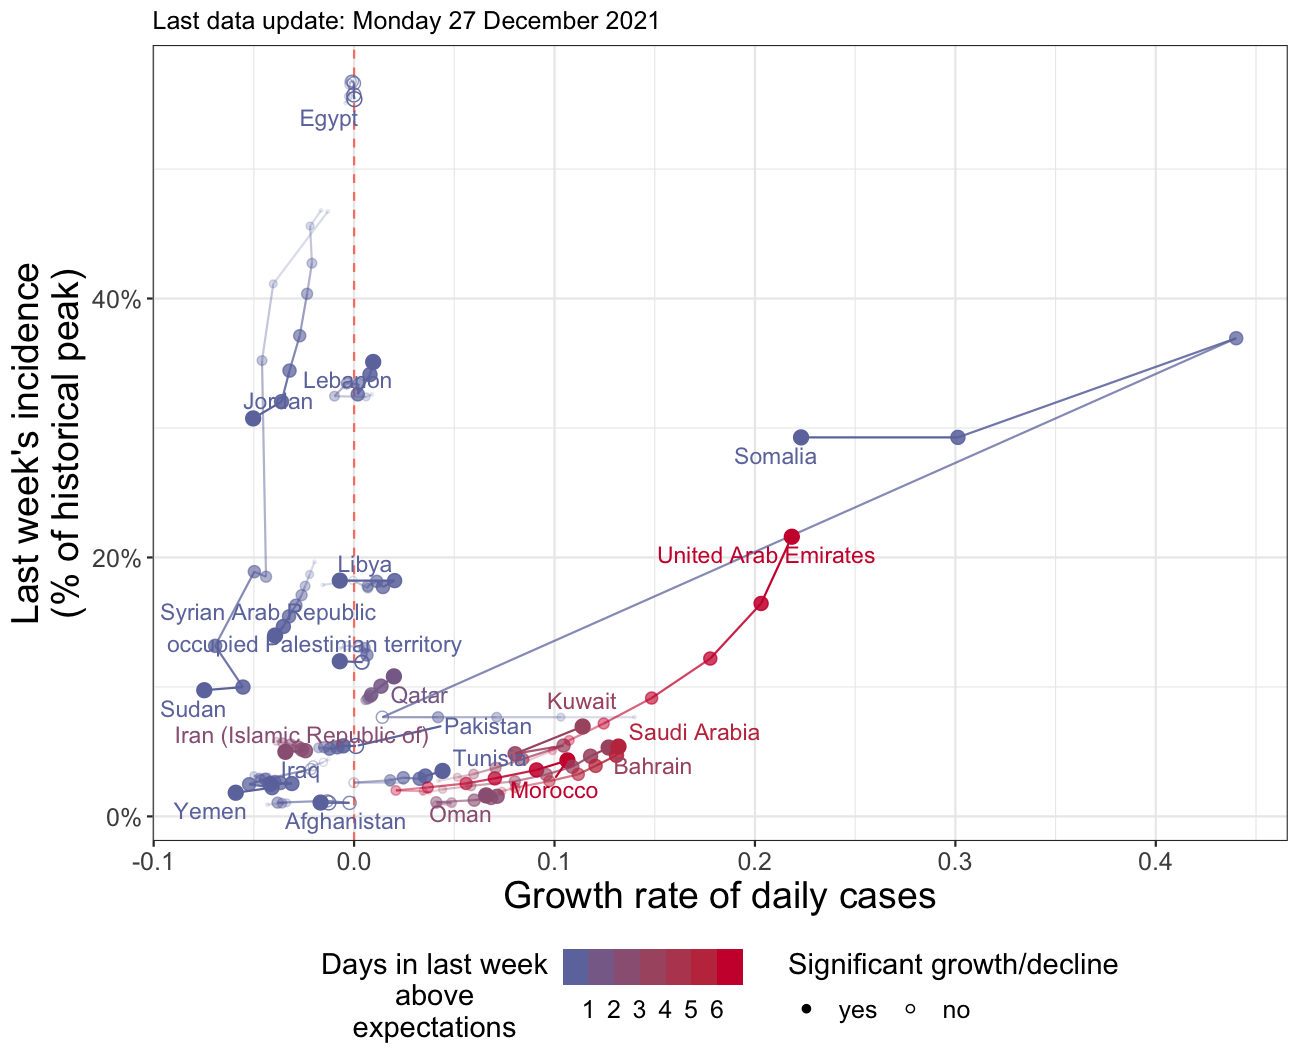 Last data update: Monday 27 December 2021
Last week's incidence
(% of historical peak)
40%
20%
0%
Egypt
Lebanon
Jordan
Somalia
United Arab Emirates
Libya
Syrian Arab Republic
occupied Palestinian territory
Qatar
Sudan
Kuwait
Pakistan
Saudi Arabia
Iran (Islamic Republic of)
Tunisia
Bahrain
Iraq
Morocco
Yemen
Oman
Afghanistan
-0.1 0.0 0.1 0.2 0.3 0.4
Growth rate of daily cases
Days in last week
above
expectations
1 2 3 4 5 6
Significant growth/decline
yes no